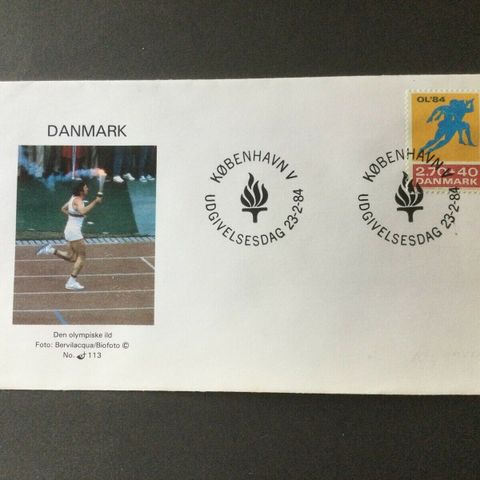 DANMARK
Den olympiske ild
Foto: Bervilacqua/Biofoto ©
No. 113
KØBENHAVN V
UDGIVELSESDAG 23-2-84
OL'84
2.70+40
DANMARK
KØBENHAVN V
UDGIVELSESDAG 23-2-84